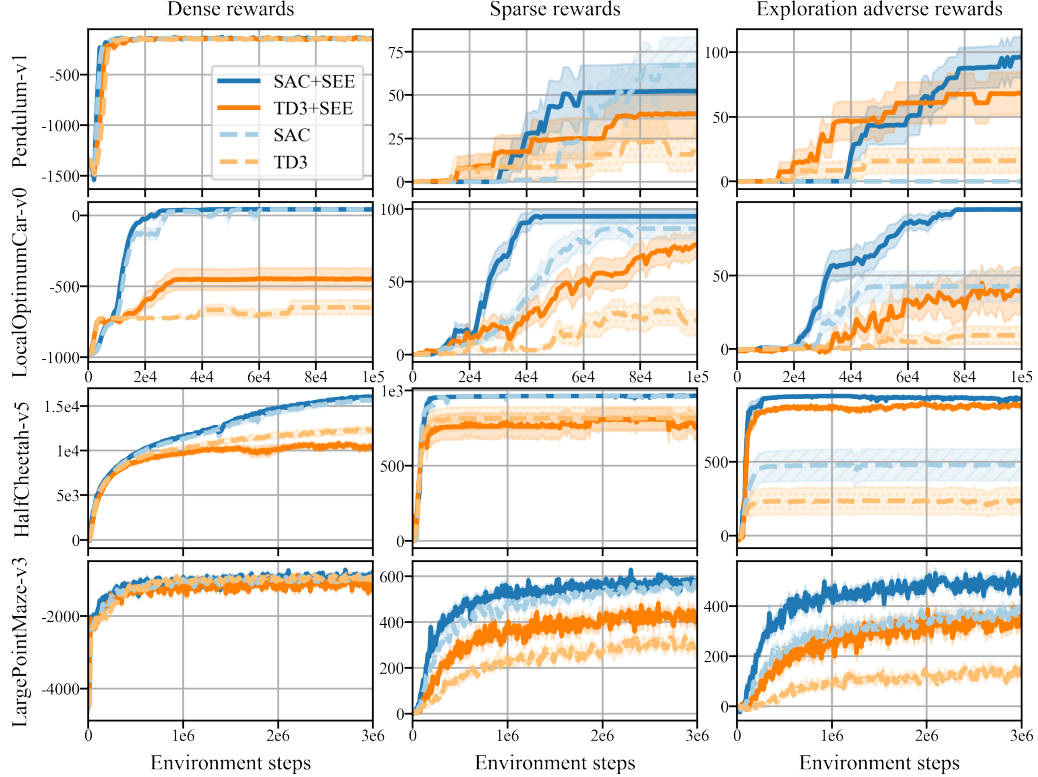 Dense rewards
Sparse rewards
Exploration adverse rewards
Pendulum-v1
-500
-1000
-1500
SAC+SEE
TD3+SEE
SAC
TD3
75
50
25
0
100
50
0
LocalOptimumCar-v0
0
-500
-1000
0 2e4 4e4 6e4 8e4 1e5
100
50
0
0 2e4 4e4 6e4 8e4 1e5
100
50
0
0 2e4 4e4 6e4 8e4 1e5
HalfCheetah-v5
1.5e4
1e4
5e3
0
1e3
500
0
500
0
LargePointMaze-v3
-2000
-4000
0 1e6 2e6 3e6
600
400
200
0
0 1e6 2e6 3e6
400
200
0
0 1e6 2e6 3e6
Environment steps
Environment steps
Environment steps